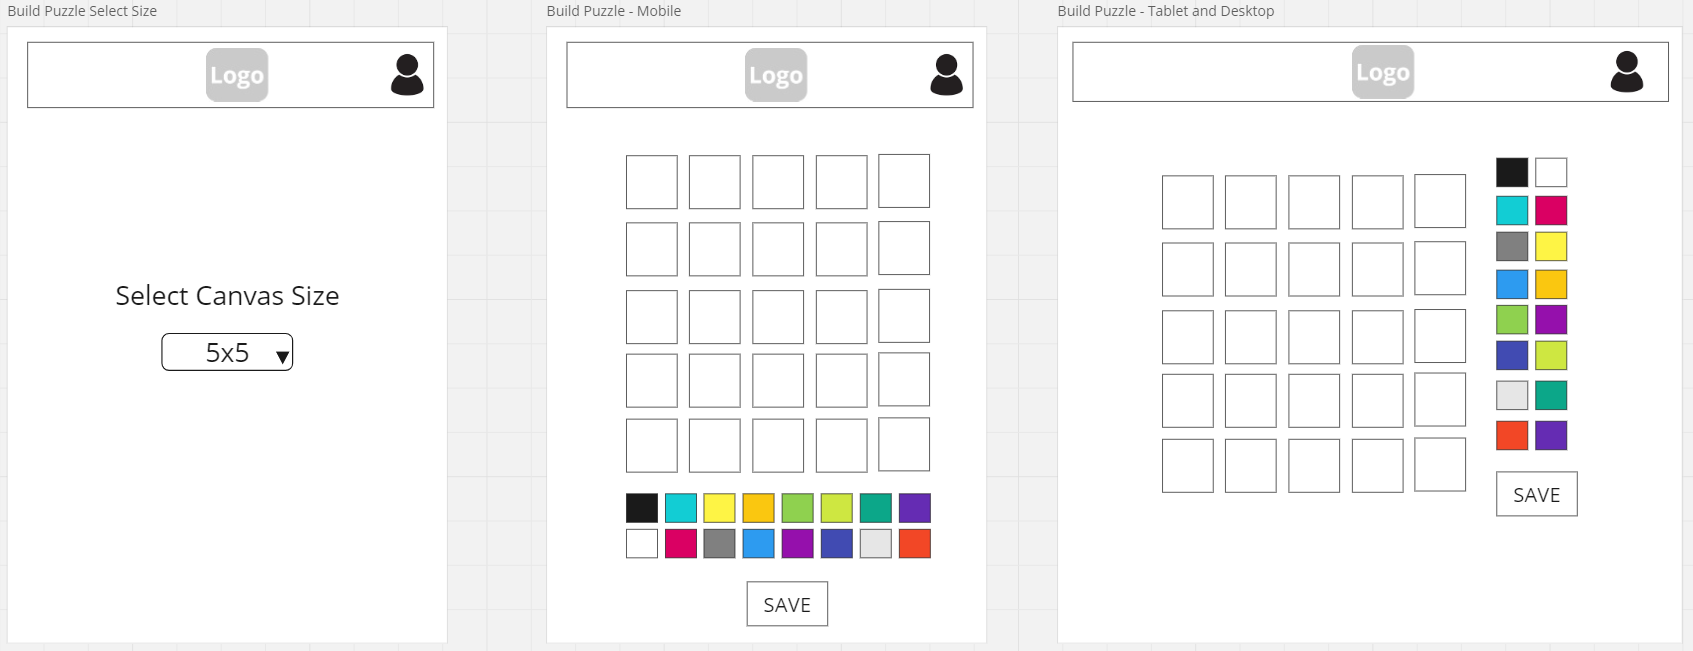 Build Puzzle Select Size
Logo
Select Canvas Size
5x5
Build Puzzle - Mobile
Logo
SAVE
Build Puzzle - Tablet and Desktop
Logo
SAVE